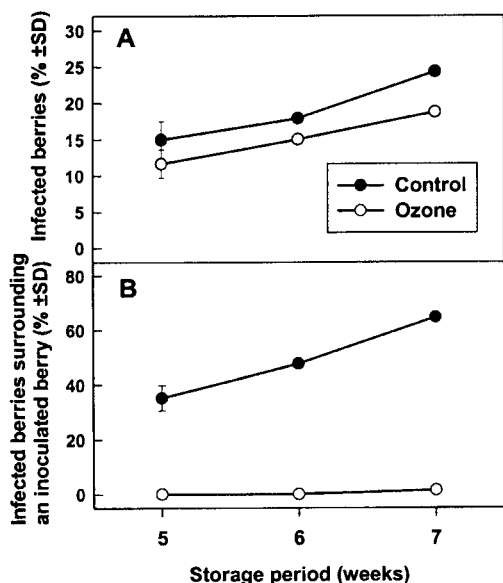 A
Infected berries (% ±SD)
30
25
20
15
10
5
0
Control
Ozone
B
Infected berries surrounding
an inoculated berry (% ±SD)
80
60
40
20
0
5 6 7
Storage period (weeks)